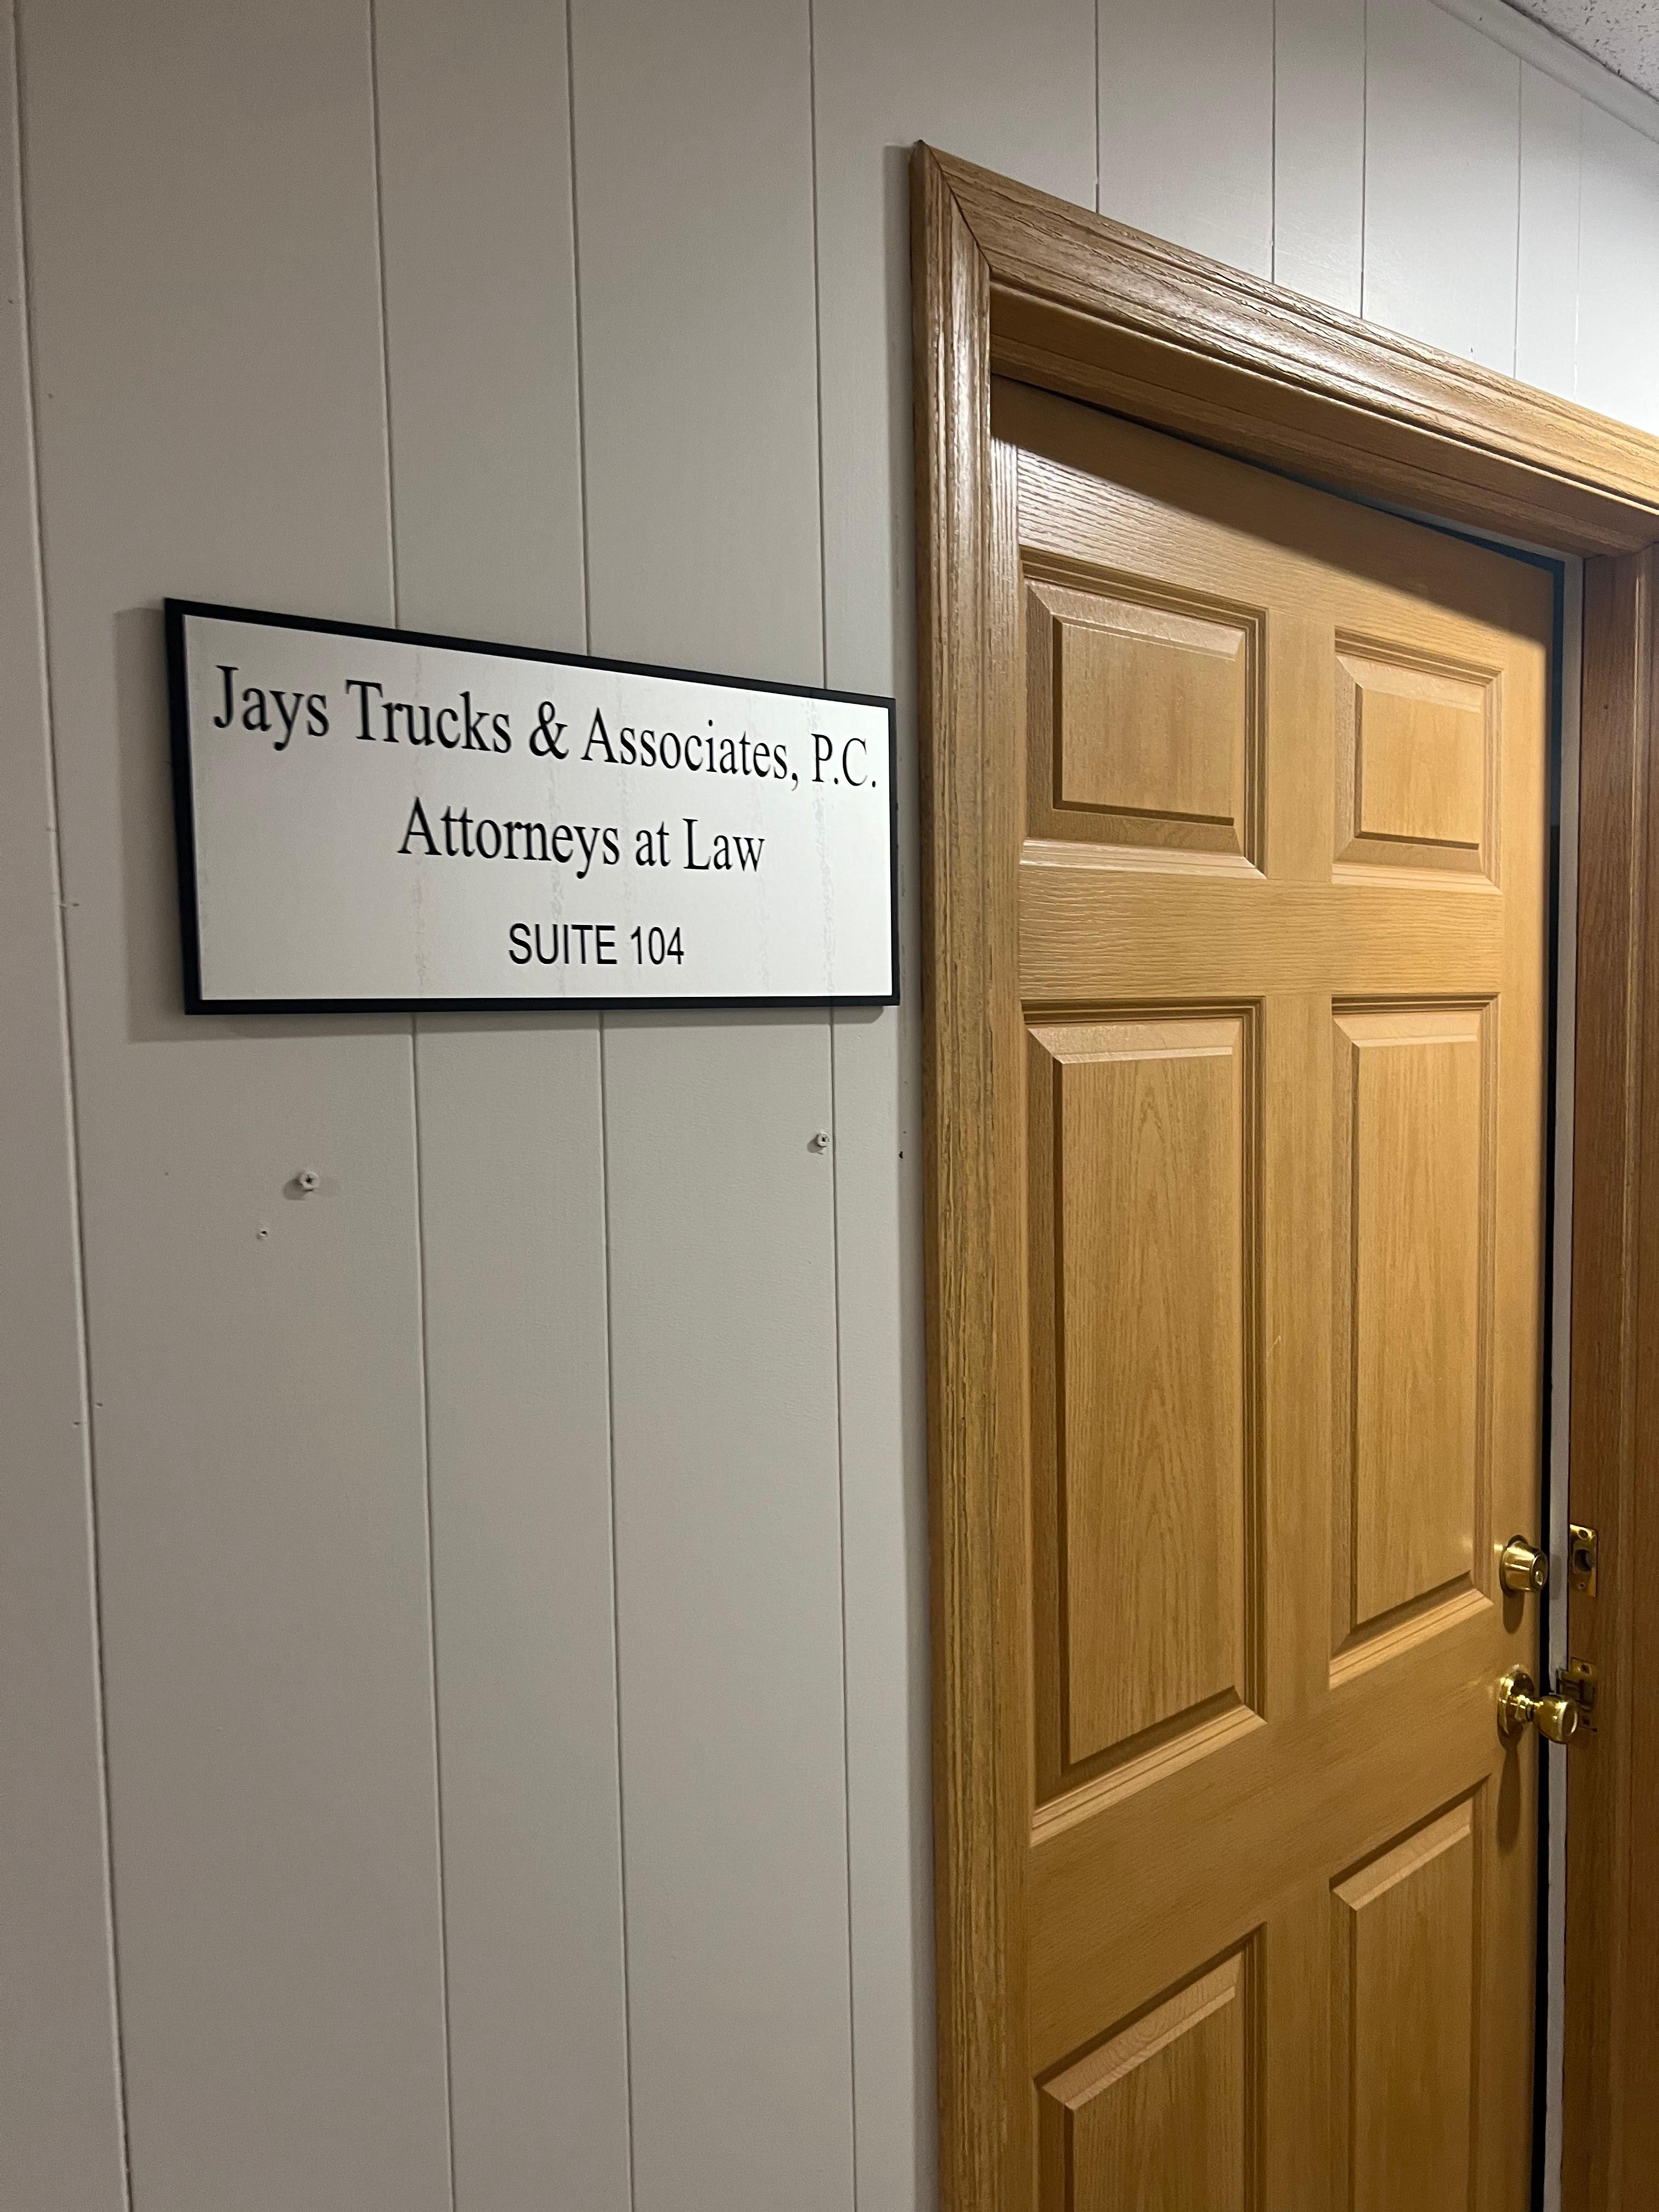 Jays Trucks & Associates, P.C.
Attorneys at Law
SUITE 104